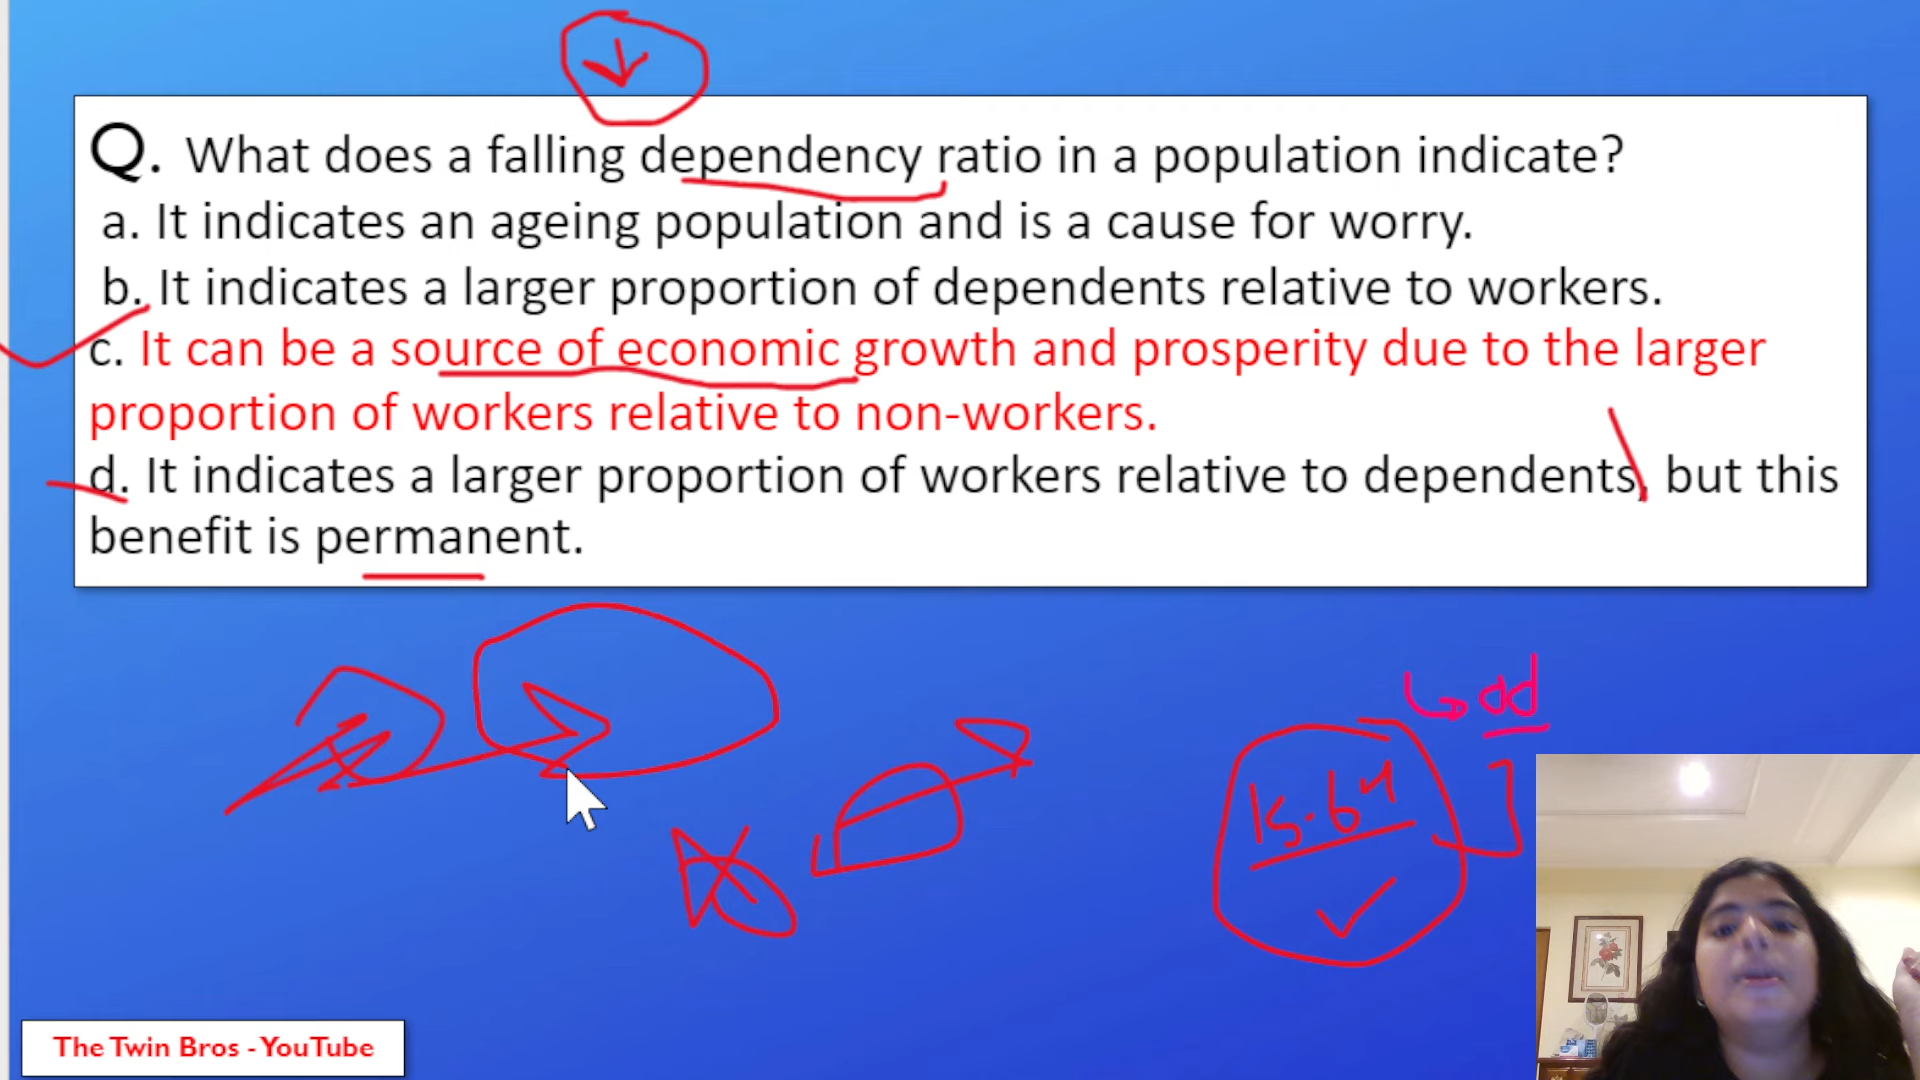 Q. What does a falling dependency ratio in a population indicate?
a. It indicates an ageing population and is a cause for worry.
b. It indicates a larger proportion of dependents relative to workers.
c. It can be a source of economic growth and prosperity due to the larger
proportion of workers relative to non-workers.
d. It indicates a larger proportion of workers relative to dependents, but this
benefit is permanent.
15-64
The Twin Bros - YouTube